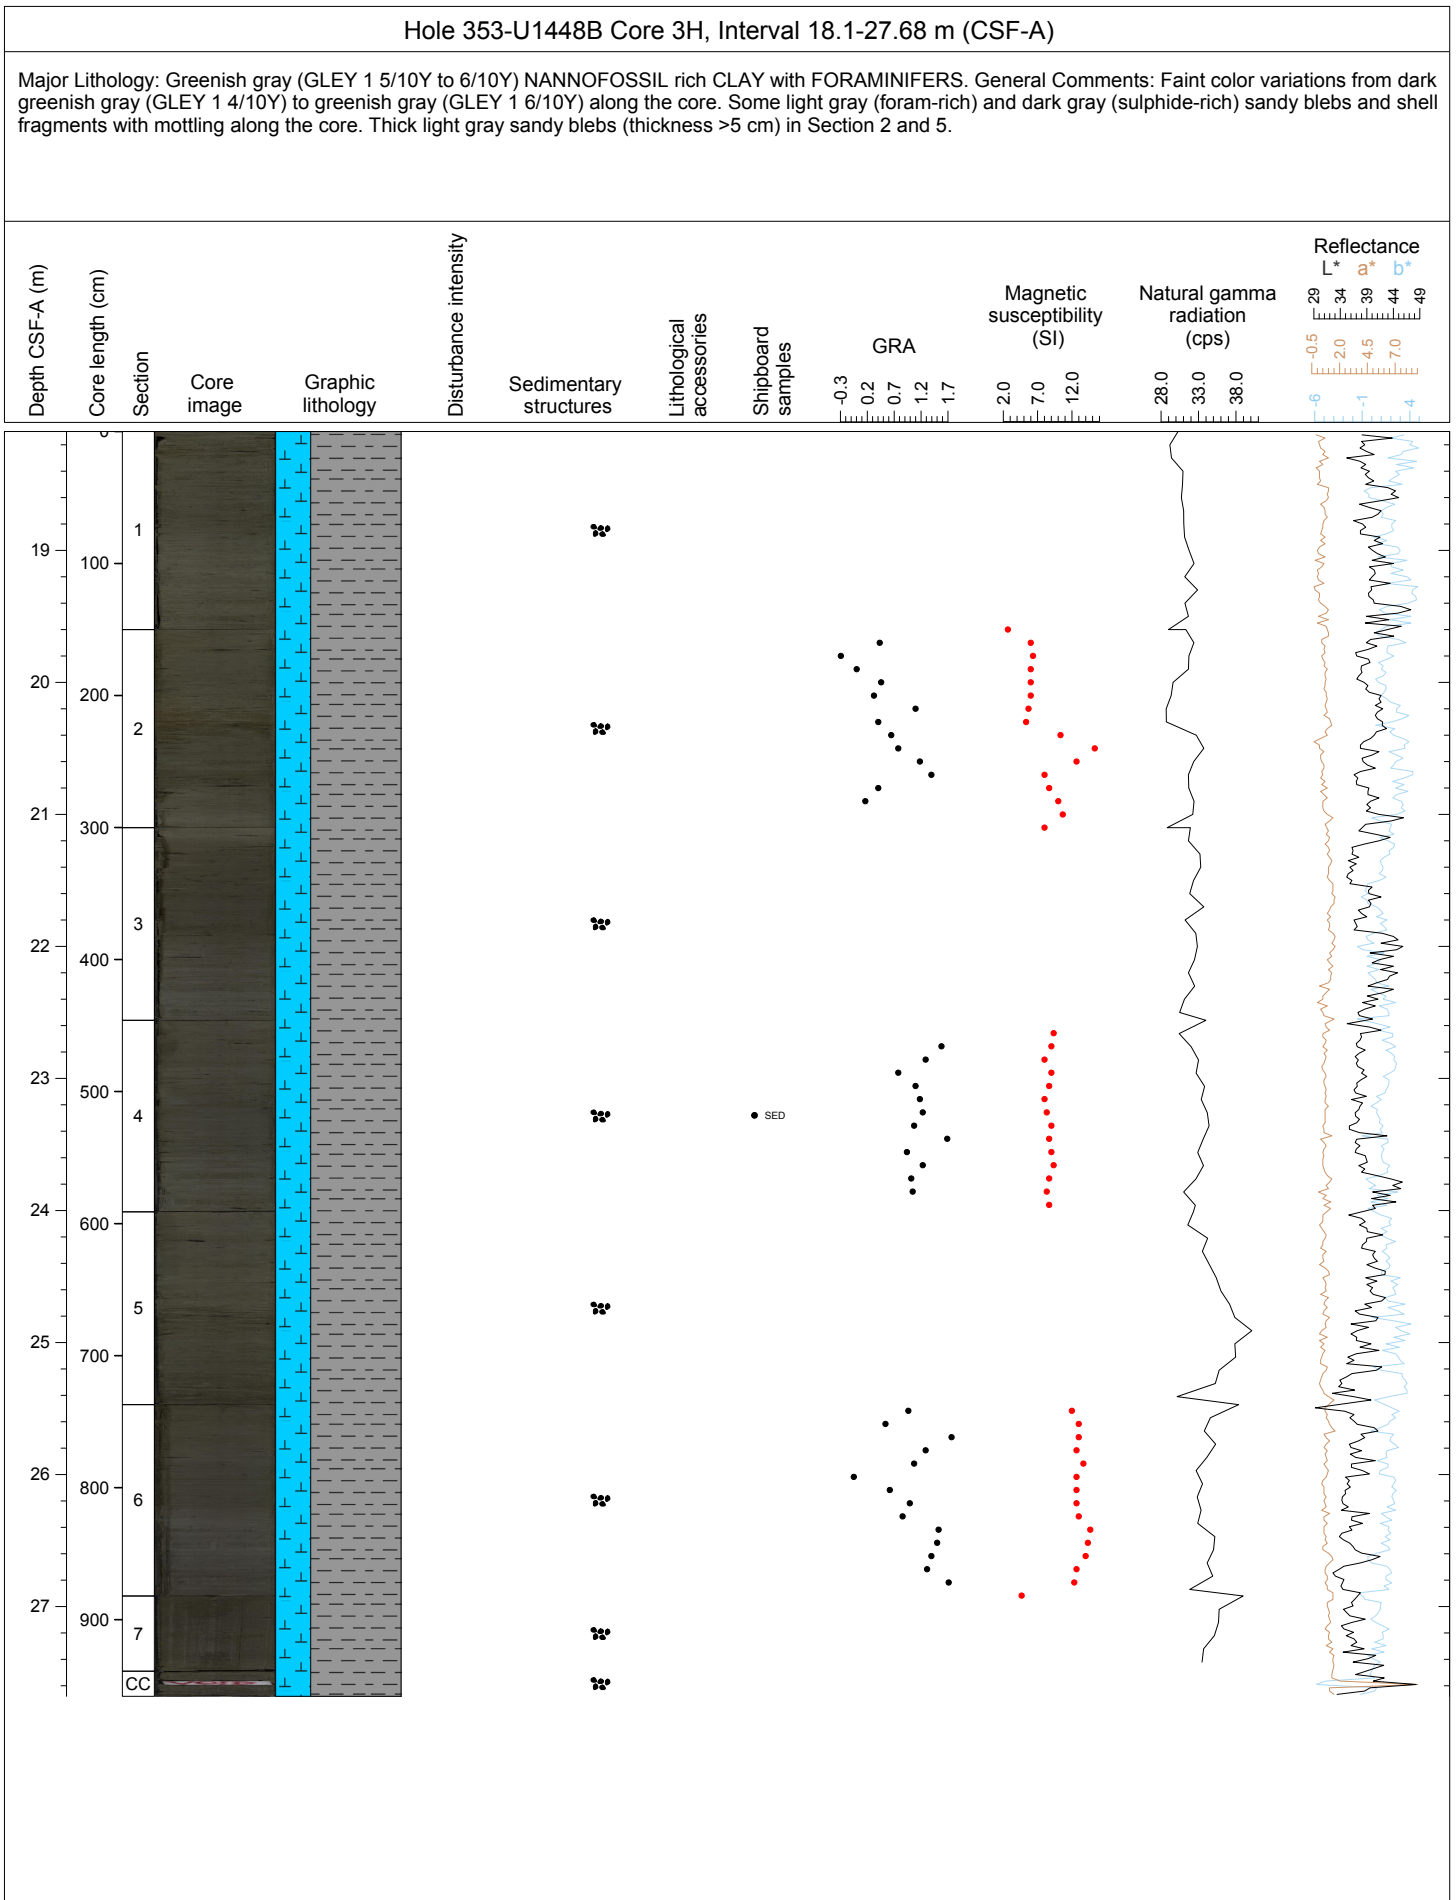 Hole 353-U1448B Core 3H, Interval 18.1-27.68 m (CSF-A)
Major Lithology: Greenish gray (GLEY 1 5/10Y to 6/10Y) NANNOFOSSIL rich CLAY with FORAMINIFERS. General Comments: Faint color variations from dark
greenish gray (GLEY 1 4/10Y) to greenish gray (GLEY 1 6/10Y) along the core. Some light gray (foram-rich) and dark gray (sulphide-rich) sandy blebs and shell
fragments with mottling along the core. Thick light gray sandy blebs (thickness >5 cm) in Section 2 and 5.
Depth CSF-A (m)
Core length (cm)
Section
Core
image
Graphic
lithology
Disturbance intensity
Sedimentary
structures
Lithological
accessories
Shipboard
samples
GRA
-0.3 0.2 0.7 1.2 1.7
Magnetic
susceptibility
(SI)
2.0 7.0 12.0
Natural gamma
radiation
(cps)
28.0 33.0 38.0
Reflectance
L* a* b*
29 34 39 44 49
-0.5 2.0 4.5 7.0
-6 -1 4
0
1
19
100
20
200
2
21
300
3
22
400
23
500
4
SED
24
600
5
25
700
26
800
6
27
900
7
CC